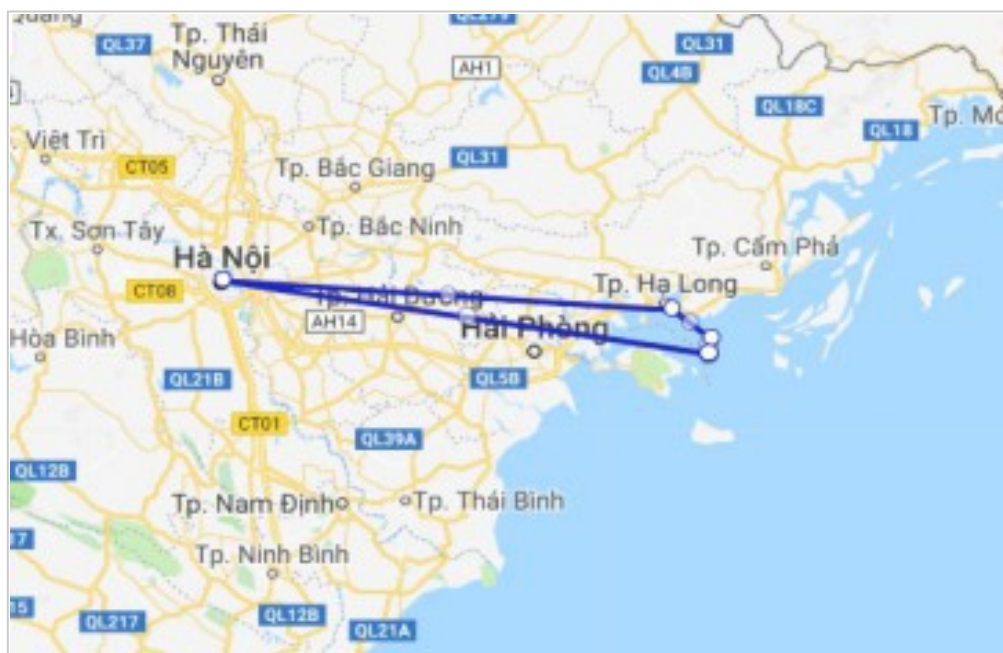 QL37
Tp. Thái
Nguyên
AH1
QL31
QL4B
QL18C
QL18
Việt Trì
CT05
QL31
Tp. Bắc Giang
Tx. Sơn Tây
Tp. Bắc Ninh
Tp. Cẩm Phả
Hà Nội
CT08
Tp. Hạ Long
AH14
Hải Phòng
Hòa Bình
QL21B
QL5B
CT01
QL39A
QL12B
Tp. Nam Định
Tp. Thái Bình
Tp. Ninh Bình
QL12B
QL217
QL21A